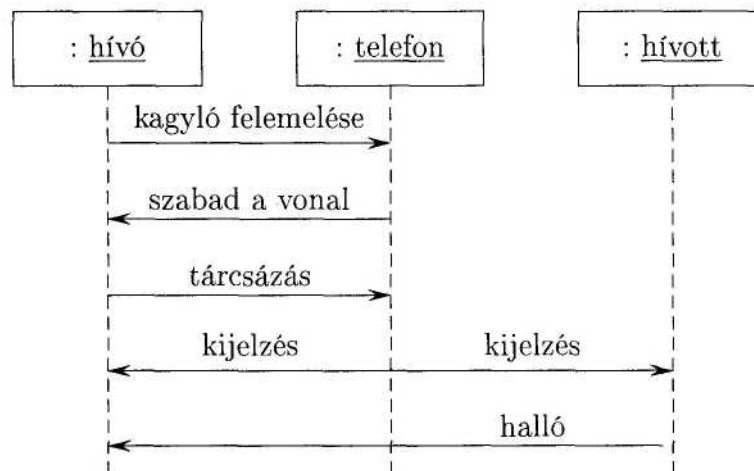 : hívó : telefon : hívott
kagyló felemelése
szabad a vonal
tárcsázás
kijelzés kijelzés
halló